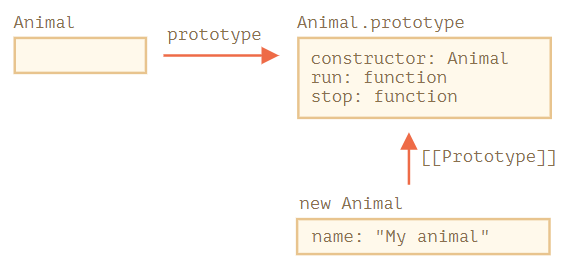 Animal
prototype
Animal.prototype
constructor: Animal
run: function
stop: function
[[Prototype]]
new Animal
name: "My animal"